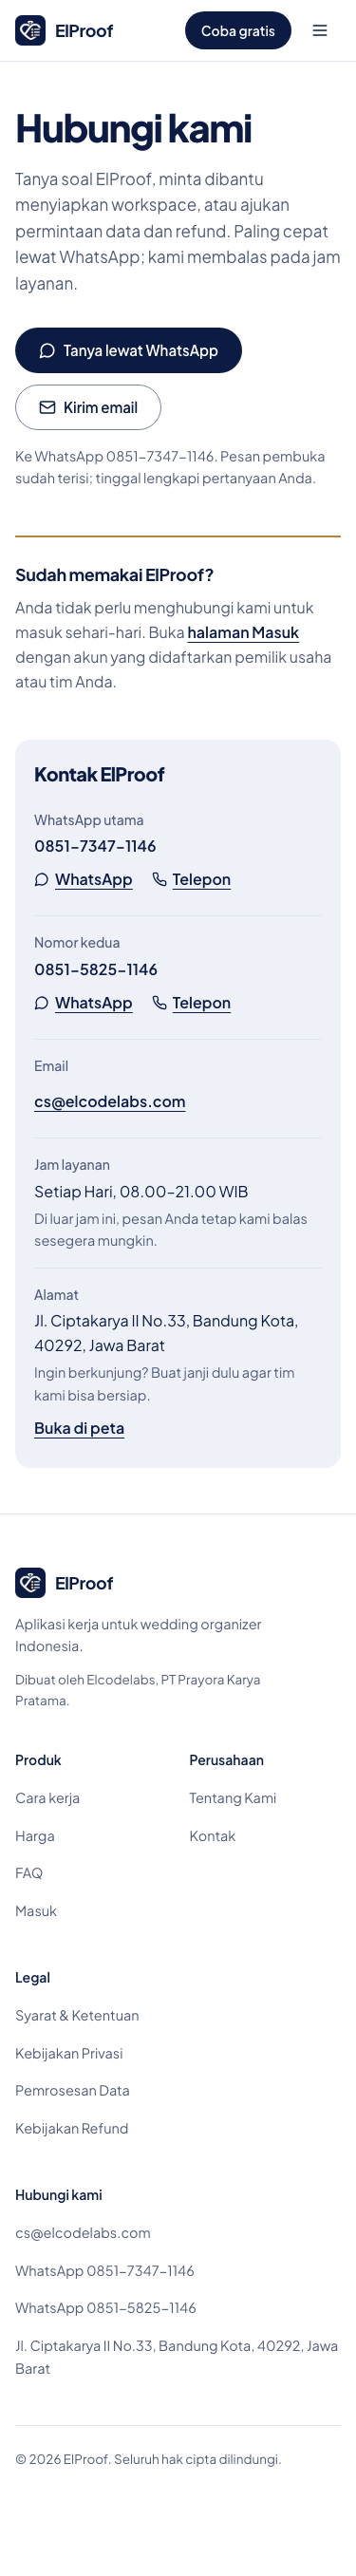 ElProof
Coba gratis
Hubungi kami
Tanya soal ElProof, minta dibantu
menyiapkan workspace, atau ajukan
permintaan data dan refund. Paling cepat
lewat WhatsApp; kami membalas pada jam
layanan.
Tanya lewat WhatsApp
Kirim email
Ke WhatsApp 0851-7347-1146. Pesan pembuka
sudah terisi; tinggal lengkapi pertanyaan Anda.
Sudah memakai ElProof?
Anda tidak perlu menghubungi kami untuk
masuk sehari-hari. Buka halaman Masuk
dengan akun yang didaftarkan pemilik usaha
atau tim Anda.
Kontak ElProof
WhatsApp utama
0851-7347-1146
WhatsApp Telepon
Nomor kedua
0851-5825-1146
WhatsApp Telepon
Email
cs@elcodelabs.com
Jam layanan
Setiap Hari, 08.00–21.00 WIB
Di luar jam ini, pesan Anda tetap kami balas
sesegera mungkin.
Alamat
Jl. Ciptakarya II No.33, Bandung Kota,
40292, Jawa Barat
Ingin berkunjung? Buat janji dulu agar tim
kami bisa bersiap.
Buka di peta
ElProof
Aplikasi kerja untuk wedding organizer
Indonesia.
Dibuat oleh Elcodelabs, PT Prayora Karya
Pratama.
Produk
Cara kerja
Harga
FAQ
Masuk
Perusahaan
Tentang Kami
Kontak
Legal
Syarat & Ketentuan
Kebijakan Privasi
Pemrosesan Data
Kebijakan Refund
Hubungi kami
cs@elcodelabs.com
WhatsApp 0851-7347-1146
WhatsApp 0851-5825-1146
Jl. Ciptakarya II No.33, Bandung Kota, 40292, Jawa
Barat
© 2026 ElProof. Seluruh hak cipta dilindungi.